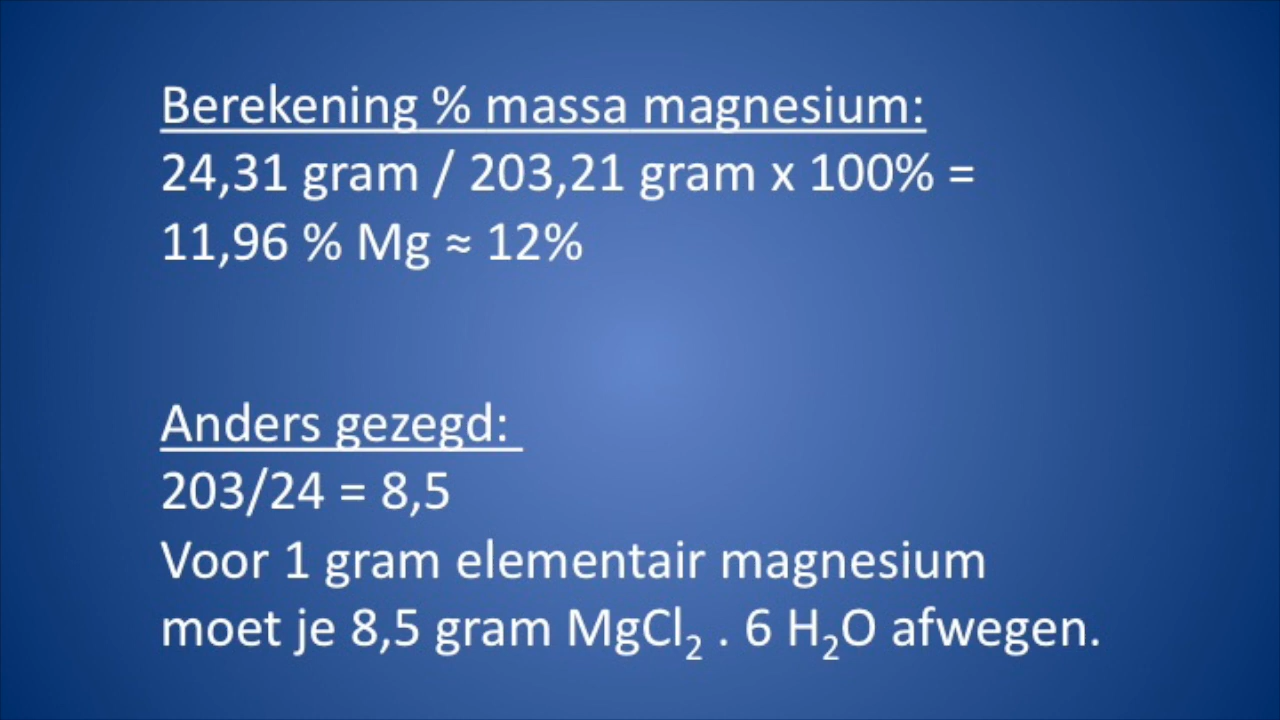 Berekening % massa magnesium:
24,31 gram / 203,21 gram x 100% =
11,96 % Mg ≈ 12%
Anders gezegd:
203/24 = 8,5
Voor 1 gram elementair magnesium
moet je 8,5 gram MgCl₂ . 6 H₂O afwegen.